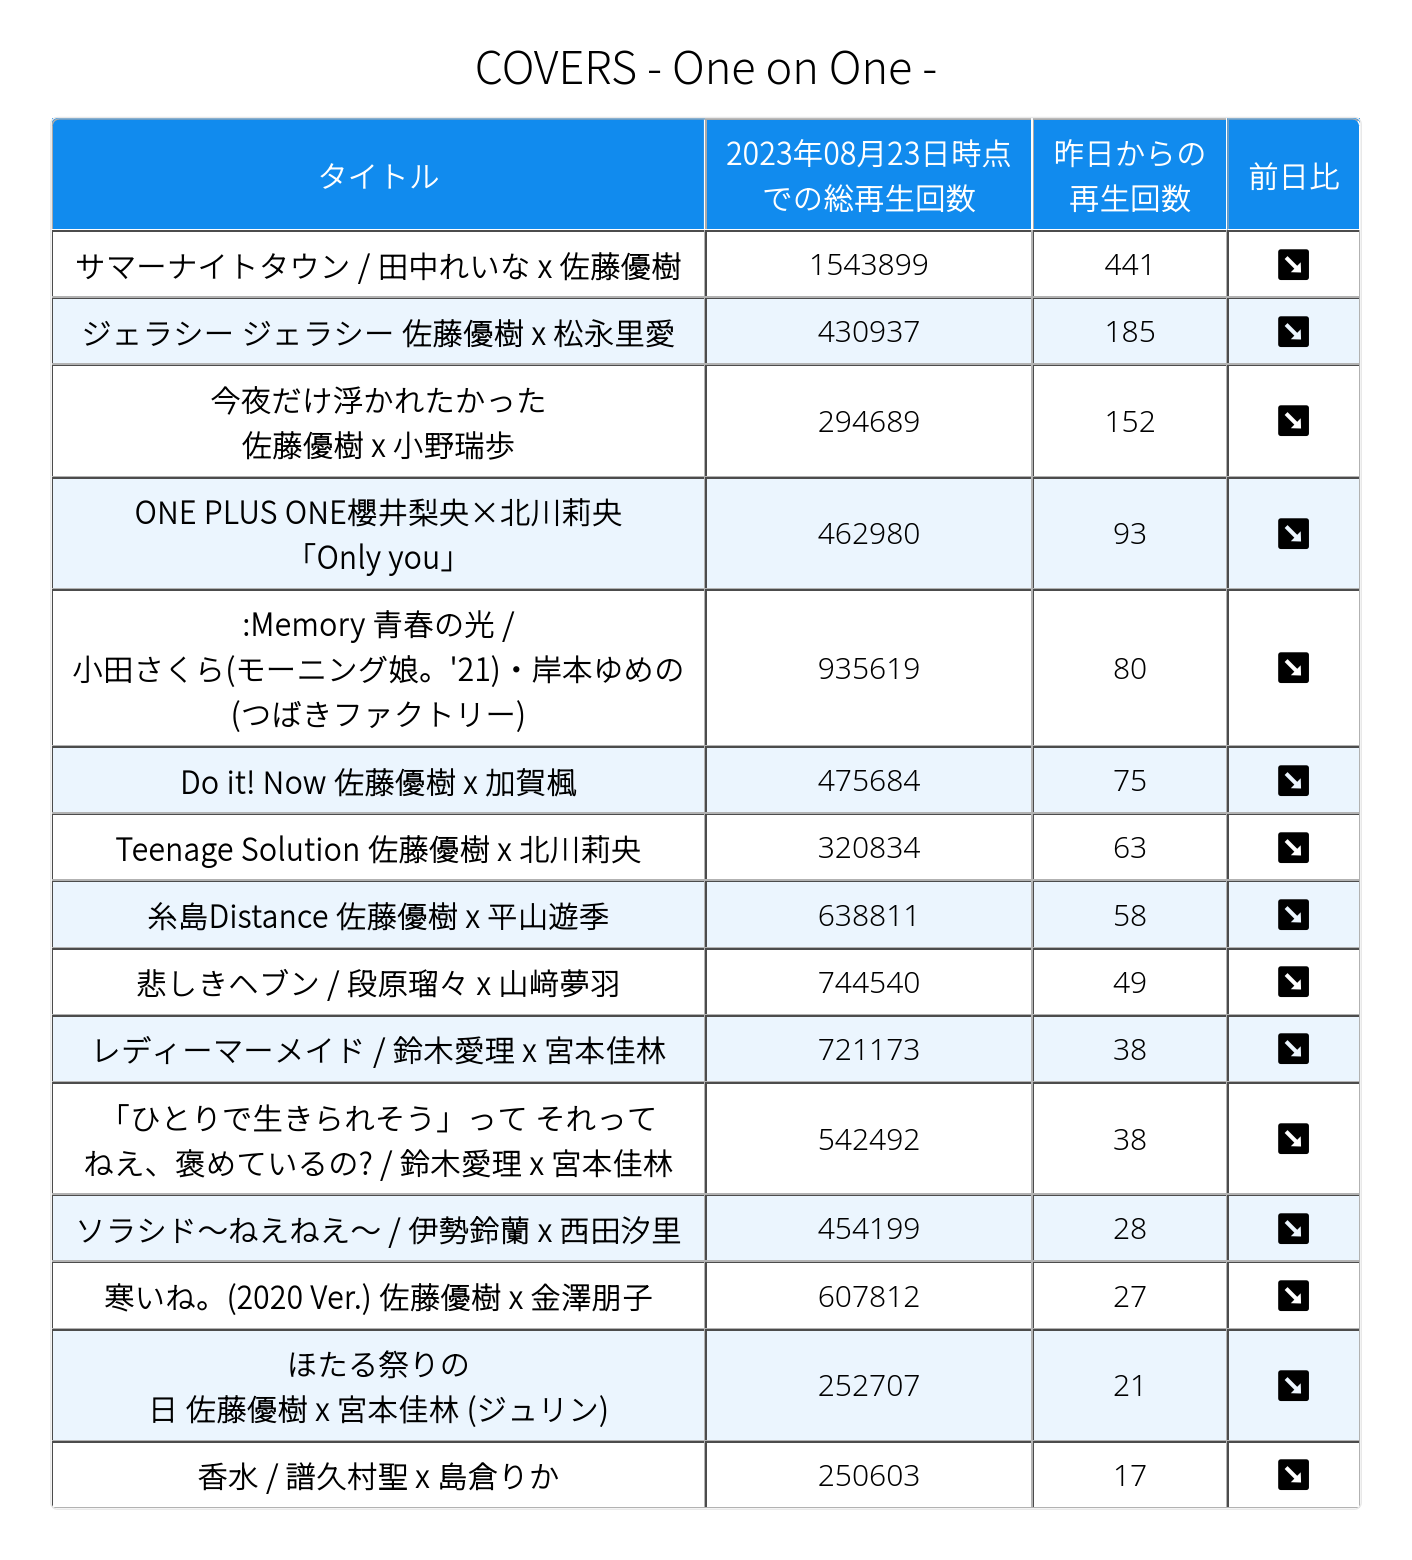 COVERS - One on One -
タイトル
2023年08月23日時点
での総再生回数
昨日からの
再生回数
前日比
サマーナイトタウン / 田中れいな x 佐藤優樹
1543899
441
ジェラシー ジェラシー 佐藤優樹 x 松永里愛
430937
185
今夜だけ浮かれたかった
佐藤優樹 x 小野瑞歩
294689
152
ONE PLUS ONE櫻井梨央×北川莉央
「Only you」
462980
93
:Memory 青春の光 /
小田さくら(モーニング娘。'21)・岸本ゆめの
(つばきファクトリー)
935619
80
Do it! Now 佐藤優樹 x 加賀楓
475684
75
Teenage Solution 佐藤優樹 x 北川莉央
320834
63
糸島Distance 佐藤優樹 x 平山遊季
638811
58
悲しきヘブン / 段原瑠々 x 山﨑夢羽
744540
49
レディーマーメイド / 鈴木愛理 x 宮本佳林
721173
38
「ひとりで生きられそう」って それって
ねえ、褒めているの? / 鈴木愛理 x 宮本佳林
542492
38
ソラシド〜ねえねえ〜 / 伊勢鈴蘭 x 西田汐里
454199
28
寒いね。(2020 Ver.) 佐藤優樹 x 金澤朋子
607812
27
ほたる祭りの
日 佐藤優樹 x 宮本佳林 (ジュリン)
252707
21
香水 / 譜久村聖 x 島倉りか
250603
17